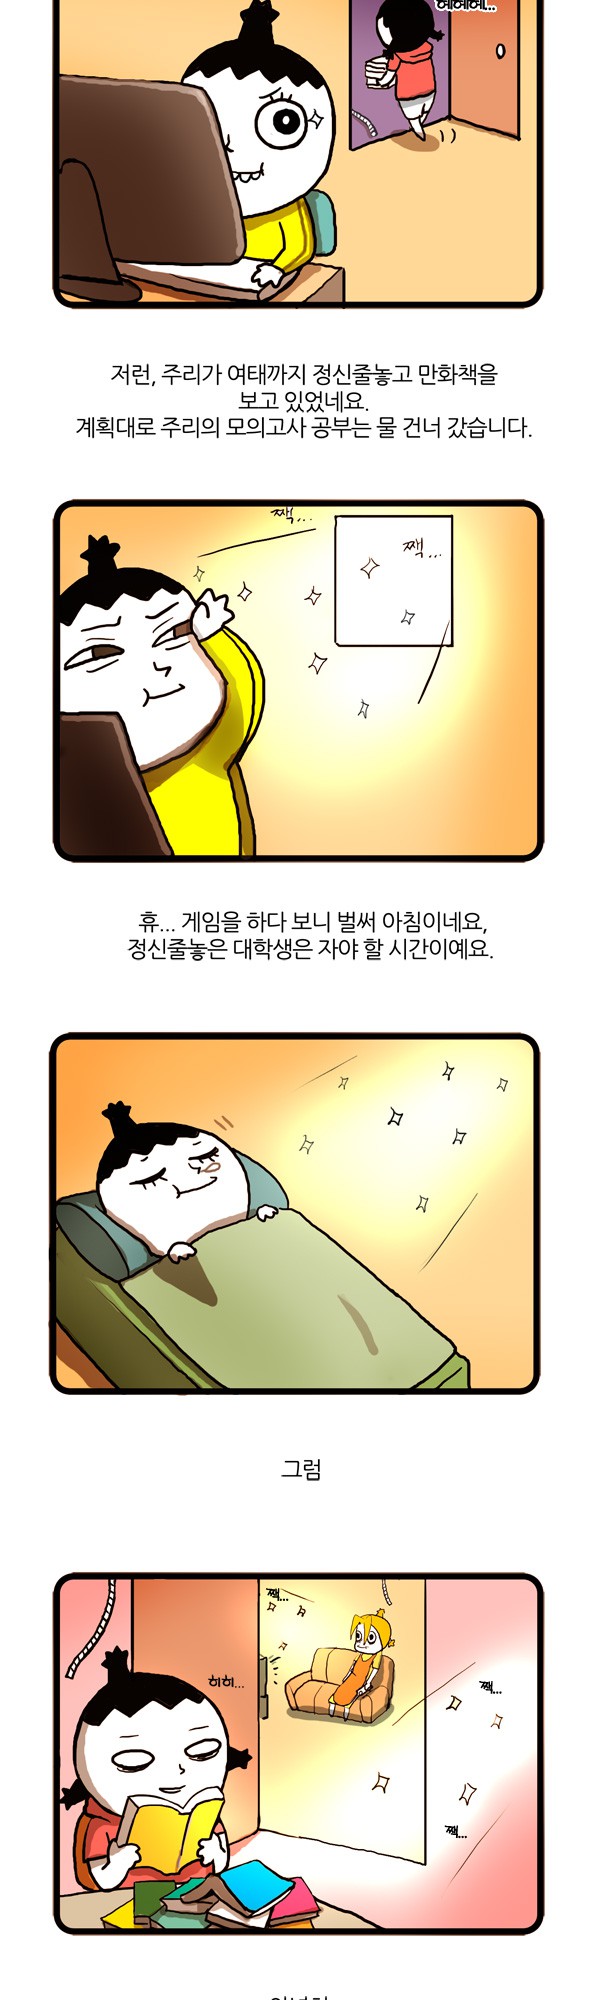 헤헤헤...
저런, 주리가 여태까지 정신줄놓고 만화책을
보고 있었네요.
계획대로 주리의 모의고사 공부는 물 건너 갔습니다.
짹...
짹...
휴... 게임을 하다 보니 벌써 아침이네요,
정신줄놓은 대학생은 자야 할 시간이예요.
그럼
짹...
히히...
짹...
짹...